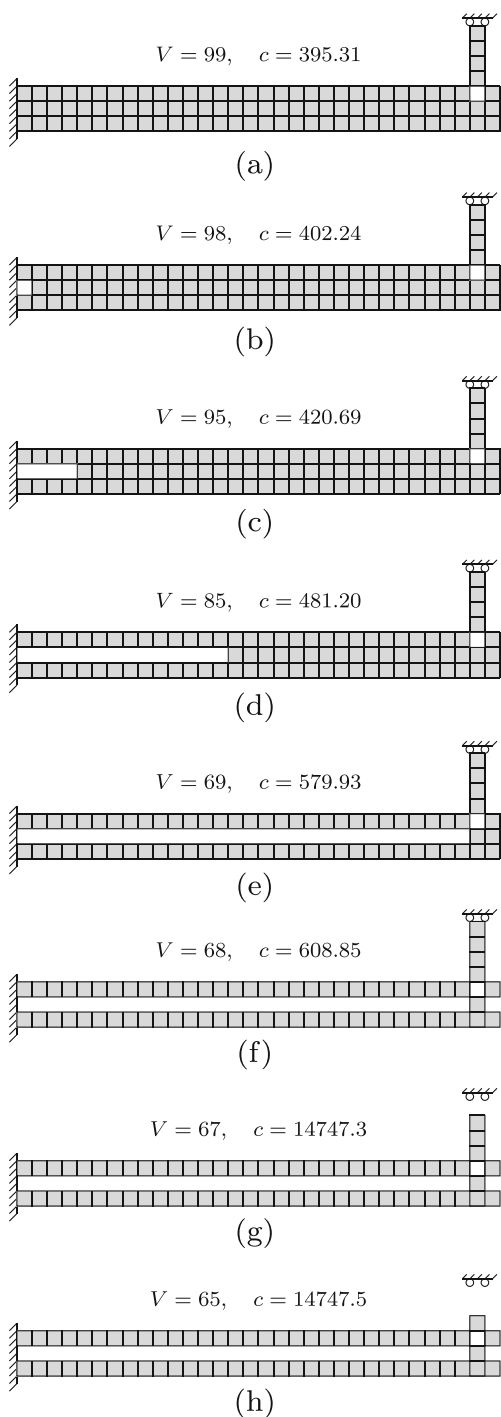 V = 99, c = 395.31
(a)
V = 98, c = 402.24
(b)
V = 95, c = 420.69
(c)
V = 85, c = 481.20
(d)
V = 69, c = 579.93
(e)
V = 68, c = 608.85
(f)
V = 67, c = 14747.3
(g)
V = 65, c = 14747.5
(h)